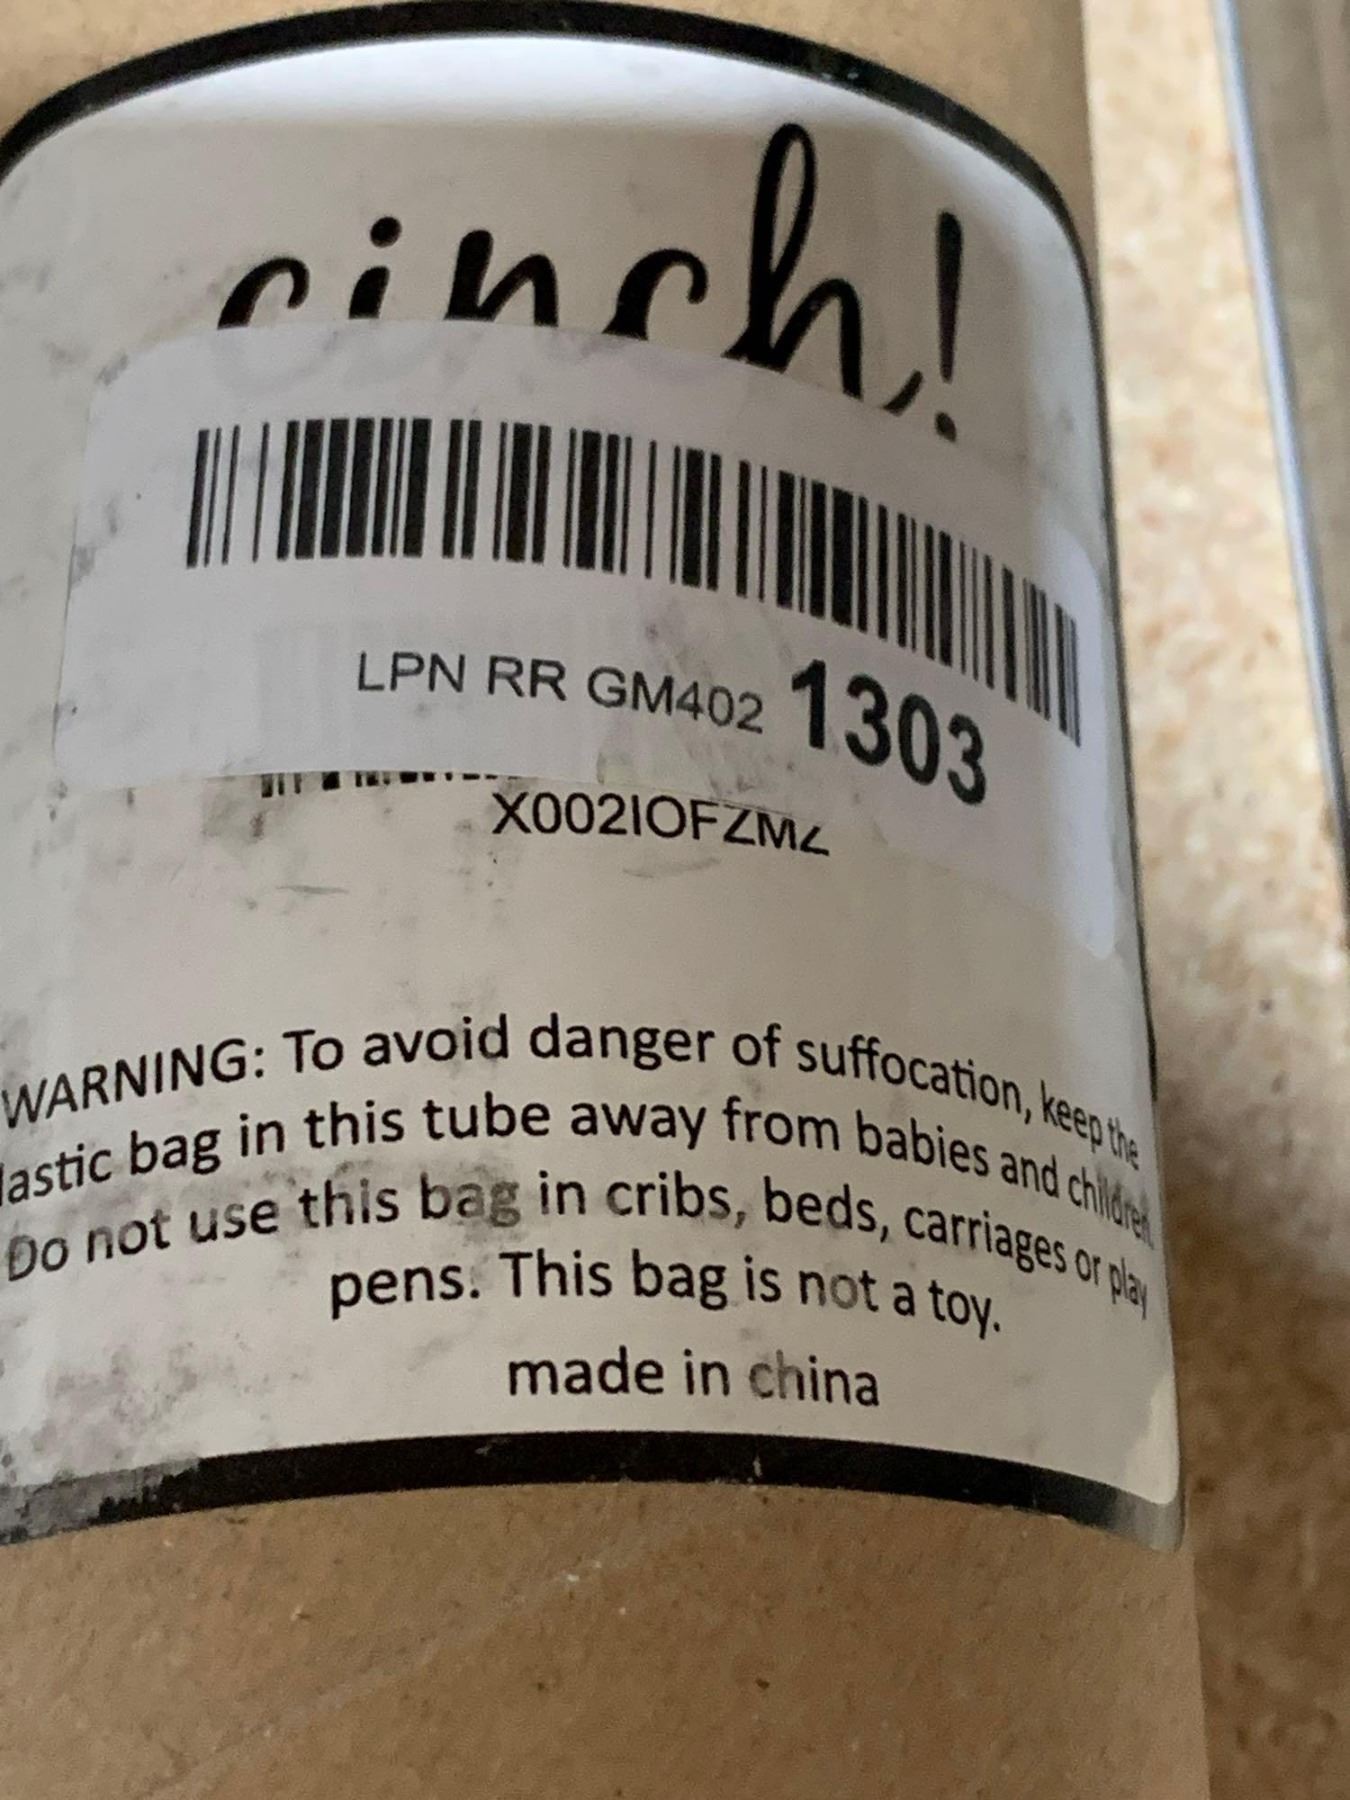 cinch!
LPN RR GM402 1303
X002IOFZMZ
WARNING: To avoid danger of suffocation, keep the
lastic bag in this tube away from babies and children.
Do not use this bag in cribs, beds, carriages or play
pens. This bag is not a toy.
made in china